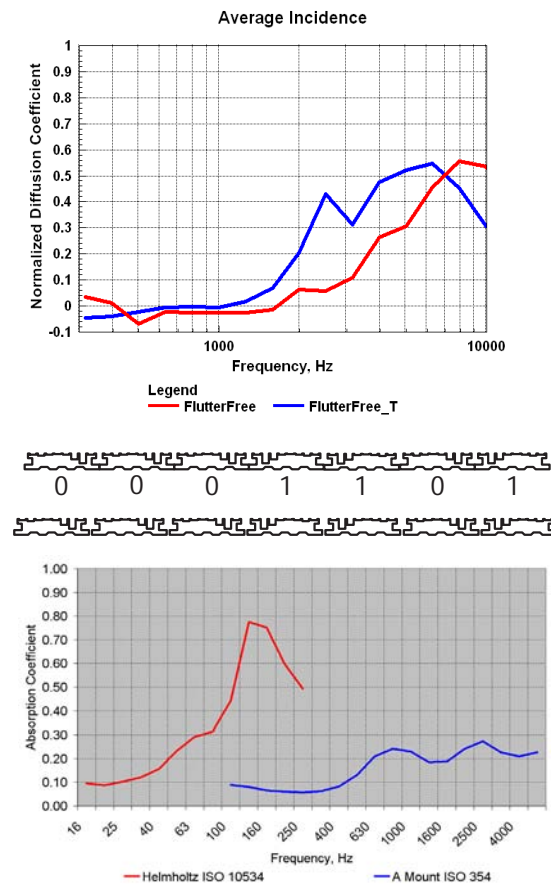 Average Incidence
Normalized Diffusion Coefficient
1
0.9
0.8
0.7
0.6
0.5
0.4
0.3
0.2
0.1
0
-0.1
1000 10000
Frequency, Hz
Legend
FlutterFree FlutterFree_T
0 0 0 1 1 0 1
Absorption Coefficient
1.00
0.90
0.80
0.70
0.60
0.50
0.40
0.30
0.20
0.10
0.00
16 25 40 63 100 160 250 400 630 1000 1600 2500 4000
Frequency, Hz
Helmholtz ISO 10534 A Mount ISO 354